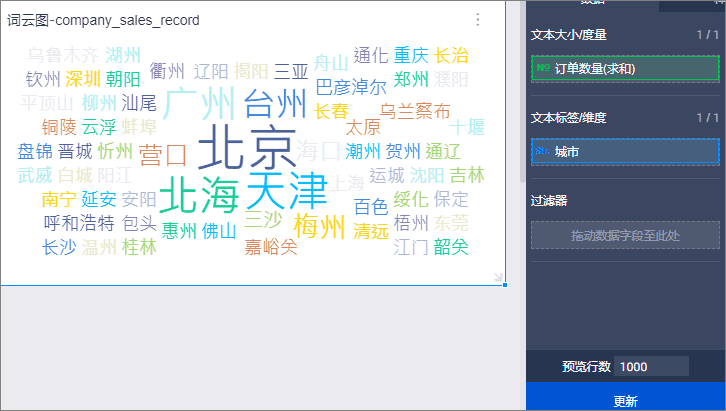 词云图-company_sales_record
乌鲁木齐 湖州 舟山 通化 重庆 长治
钦州 深圳 朝阳 衢州 辽阳 揭阳 三亚 巴彦淖尔 郑州 濮阳
平顶山 柳州 汕尾 广州 台州 长春 乌兰察布
铜陵 云浮 蚌埠 北京 太原 十堰
盘锦 晋城 忻州 营口 海口 潮州 贺州 通辽
武威 白城 阳江 北海 天津 上海 运城 沈阳 吉林
南宁 延安 安阳 百色 绥化 保定
呼和浩特 包头 惠州 佛山 三沙 梅州 清远 梧州 东莞
长沙 温州 桂林 嘉峪关 江门 韶关
数据
文本大小/度量 1 / 1
订单数量(求和)
文本标签/维度 1 / 1
城市
过滤器
拖动数据字段至此处
预览行数 1000
更新